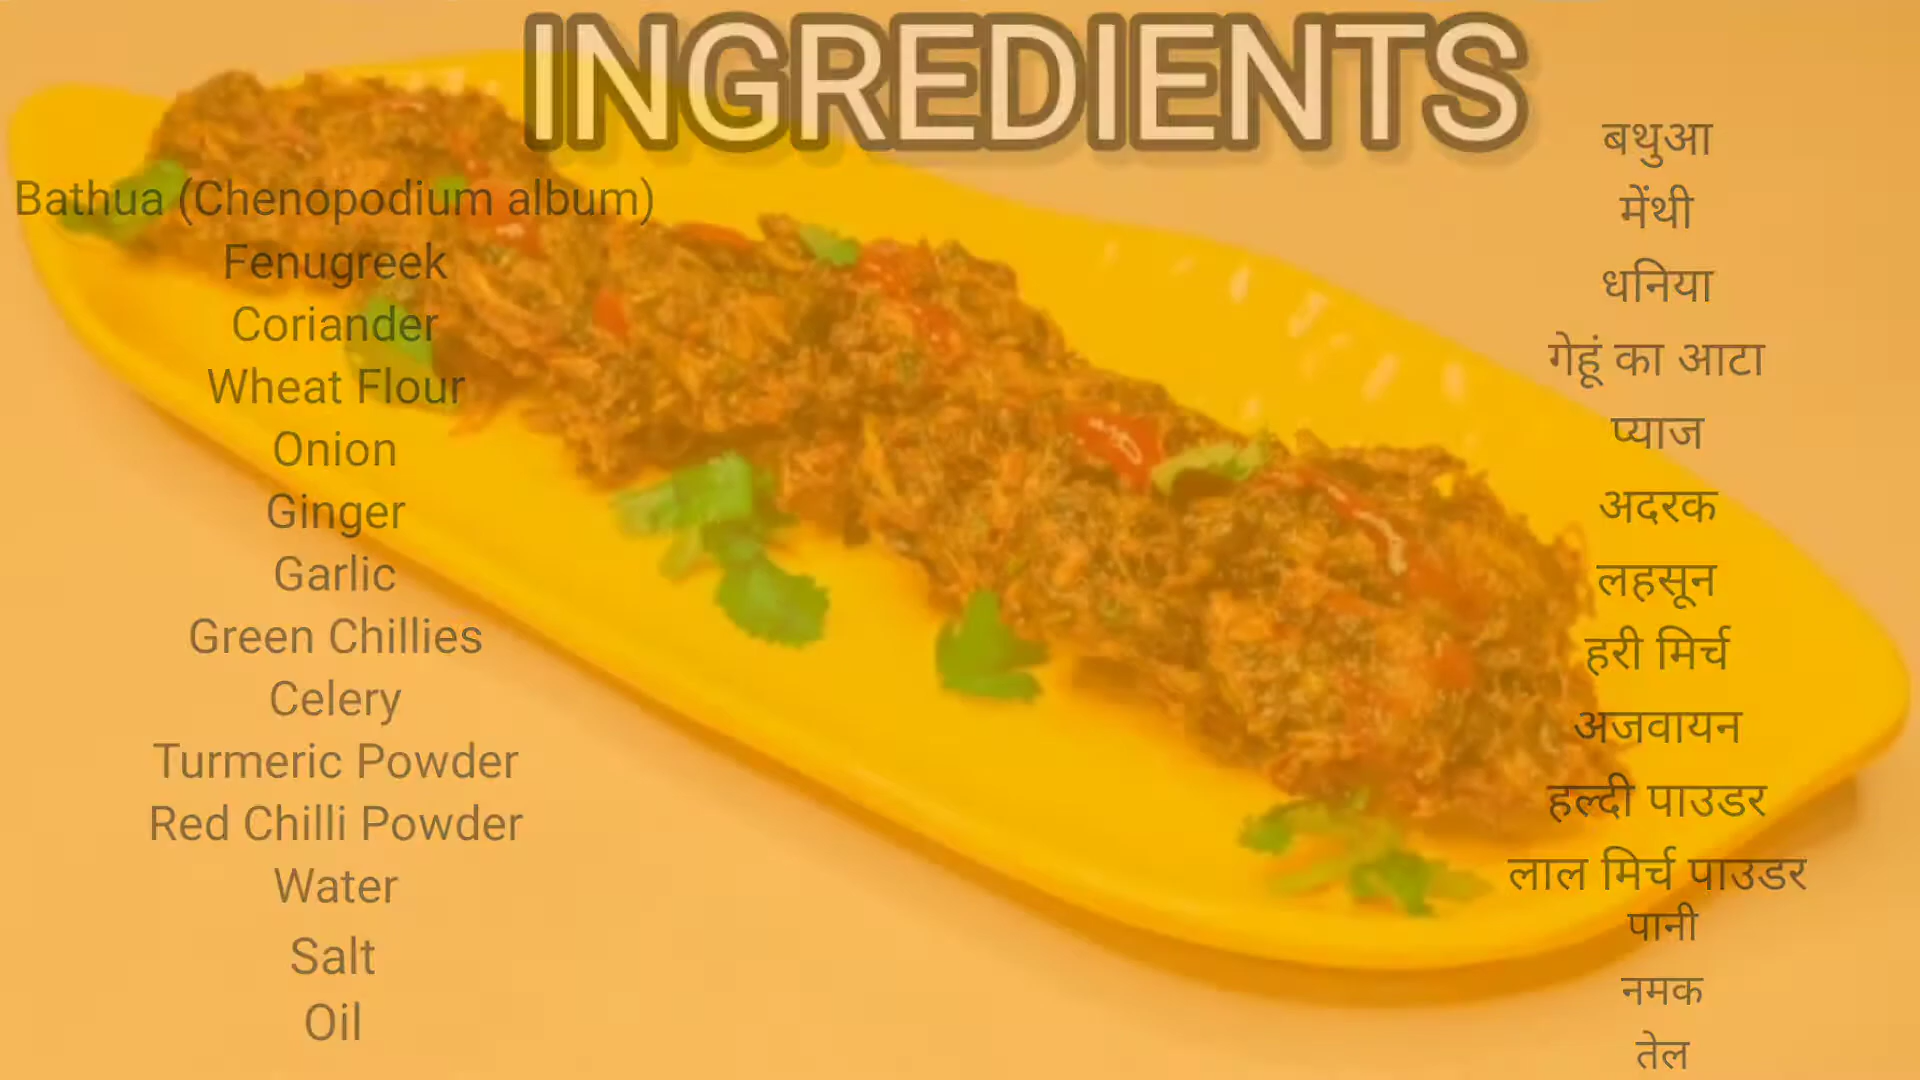 INGREDIENTS
Bathua (Chenopodium album)
Fenugreek
Coriander
Wheat Flour
Onion
Ginger
Garlic
Green Chillies
Celery
Turmeric Powder
Red Chilli Powder
Water
Salt
Oil
बथुआ
मेंथी
धनिया
गेहूं का आटा
प्याज
अदरक
लहसून
हरी मिर्च
अजवायन
हल्दी पाउडर
लाल मिर्च पाउडर
पानी
नमक
तेल